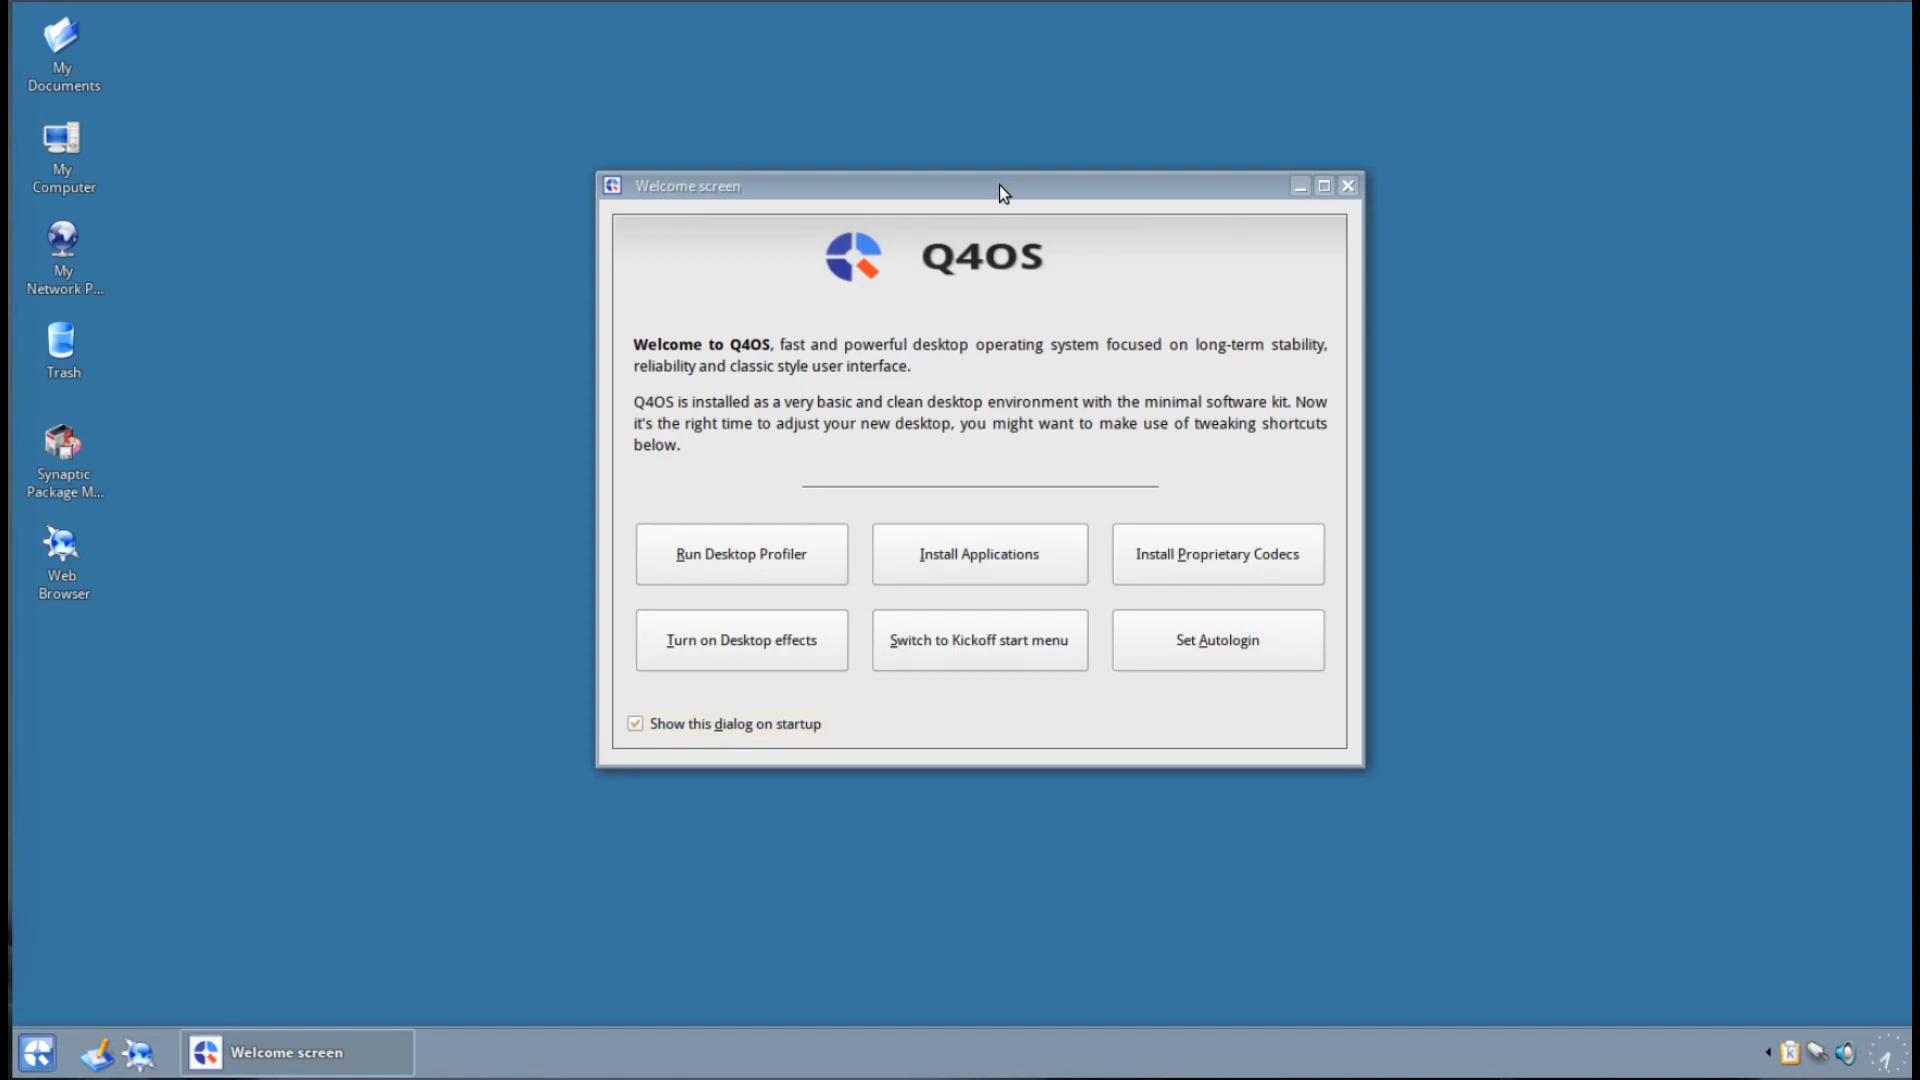 My
Documents
My
Computer
My
Network P...
Trash
Synaptic
Package M...
Web
Browser
Welcome screen
Q4OS
Welcome to Q4OS, fast and powerful desktop operating system focused on long-term stability,
reliability and classic style user interface.
Q4OS is installed as a very basic and clean desktop environment with the minimal software kit. Now
it's the right time to adjust your new desktop, you might want to make use of tweaking shortcuts
below.
Run Desktop Profiler
Install Applications
Install Proprietary Codecs
Turn on Desktop effects
Switch to Kickoff start menu
Set Autologin
Show this dialog on startup
Welcome screen